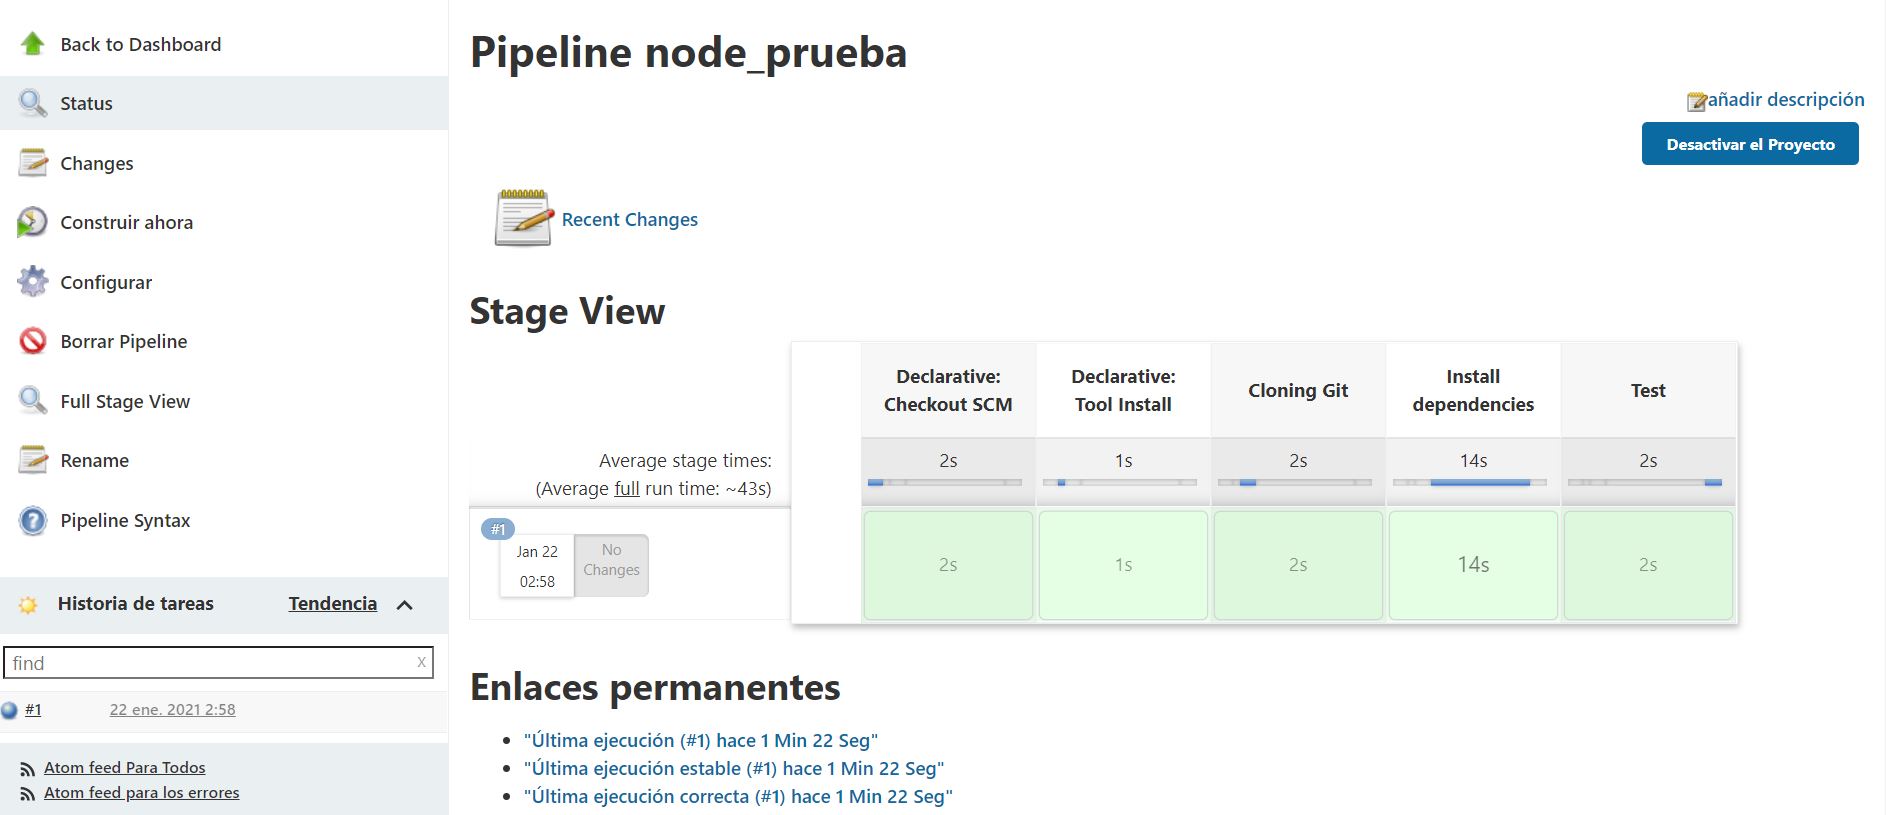 Back to Dashboard
Status
Changes
Construir ahora
Configurar
Borrar Pipeline
Full Stage View
Rename
Pipeline Syntax
Historia de tareas Tendencia
find X
#1 22 ene. 2021 2:58
Atom feed Para Todos
Atom feed para los errores
Pipeline node_prueba
añadir descripción
Desactivar el Proyecto
Recent Changes
Stage View
Declarative: Declarative: Cloning Git Install Test
Checkout SCM Tool Install dependencies
Average stage times: 2s 1s 2s 14s 2s
(Average full run time: ~43s)
#1
Jan 22 No
Changes
02:58
2s 1s 2s 14s 2s
Enlaces permanentes
"Última ejecución (#1) hace 1 Min 22 Seg"
"Última ejecución estable (#1) hace 1 Min 22 Seg"
"Última ejecución correcta (#1) hace 1 Min 22 Seg"